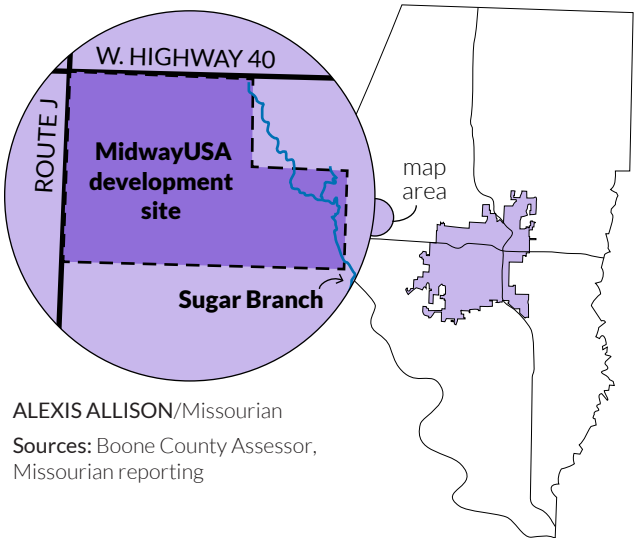 W. HIGHWAY 40
ROUTE J
MidwayUSA
development
site
map
area
Sugar Branch
ALEXIS ALLISON/Missourian
Sources: Boone County Assessor,
Missourian reporting